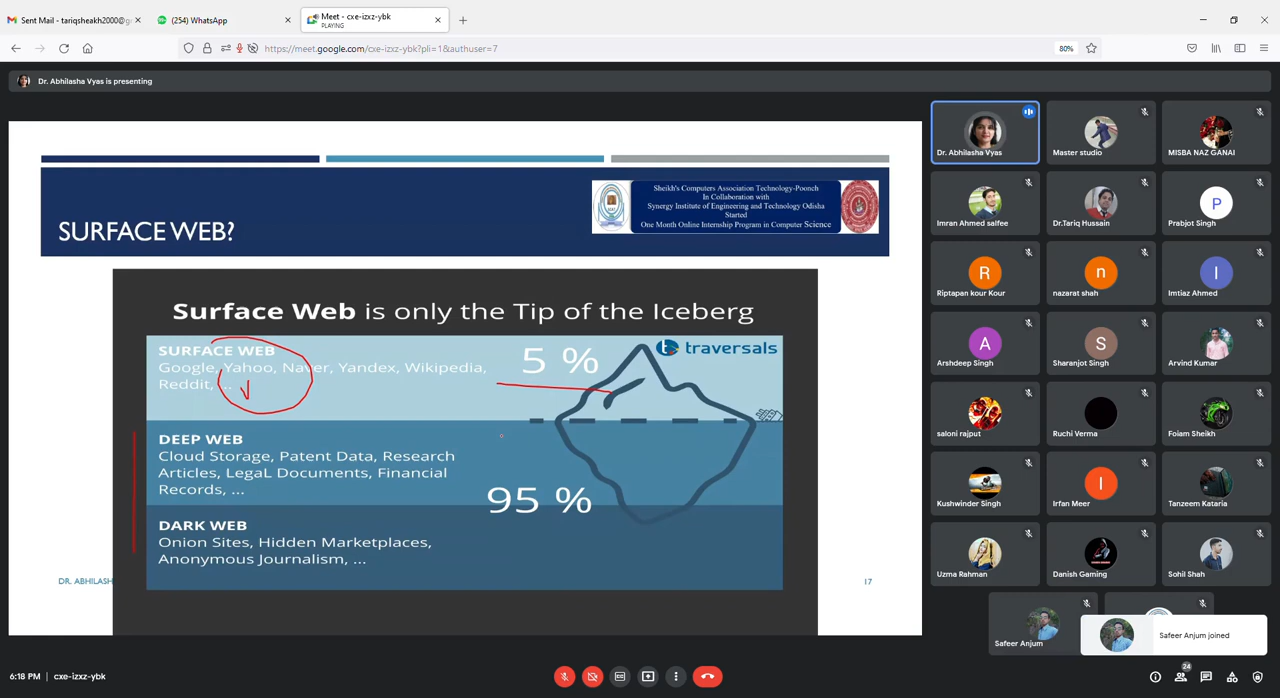 Sent Mail - tariqsheakh2000@g
(254) WhatsApp
Meet - cxe-izxz-ybk
PLAYING
https://meet.google.com/cxe-izxz-ybk?pli=1&authuser=7
80%
Dr. Abhilasha Vyas is presenting
SURFACE WEB?
Sheikh's Computers Association Technology-Poonch
In Collaboration with
Synergy Institute of Engineering and Technology Odisha
Started
One Month Online Internship Program in Computer Science
Surface Web is only the Tip of the Iceberg
traversals
SURFACE WEB
Google, Yahoo, Naver, Yandex, Wikipedia,
Reddit, ...
5 %
DEEP WEB
Cloud Storage, Patent Data, Research
Articles, LegaL Documents, Financial
Records, ...
95 %
DARK WEB
Onion Sites, Hidden Marketplaces,
Anonymous Journalism, ...
DR. ABHILASH
17
Dr. Abhilasha Vyas
Master studio
MISBA NAZ GANAI
Imran Ahmed saifee
Dr.Tariq Hussain
P
Prabjot Singh
R
Riptapan kour Kour
n
nazarat shah
I
Imtiaz Ahmed
A
Arshdeep Singh
S
Sharanjot Singh
Arvind Kumar
saloni rajput
Ruchi Verma
Foiam Sheikh
Kushwinder Singh
I
Irfan Meer
Tanzeem Kataria
Uzma Rahman
Danish Gaming
Sohil Shah
Safeer Anjum
Safeer Anjum joined
6:18 PM
cxe-izxz-ybk
24